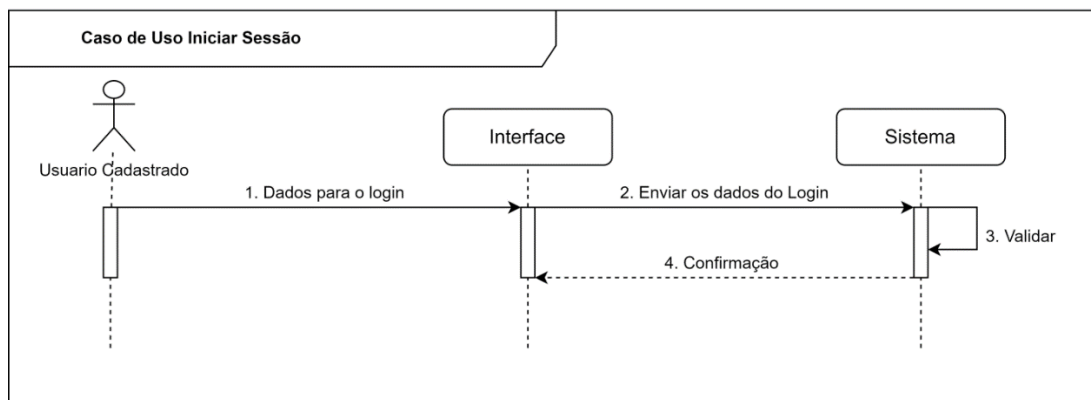 Caso de Uso Iniciar Sessão
Usuario Cadastrado
Interface
Sistema
1. Dados para o login
2. Enviar os dados do Login
3. Validar
4. Confirmação